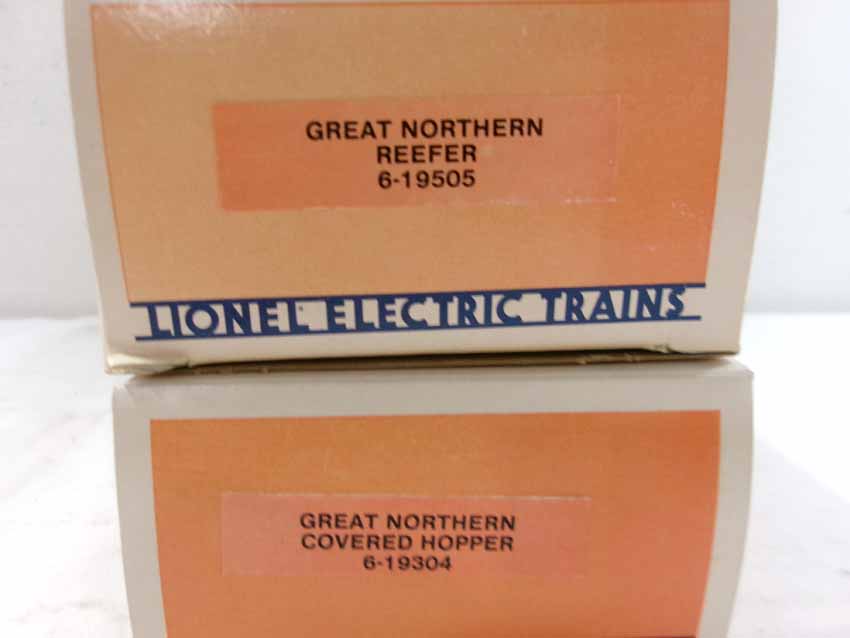 GREAT NORTHERN
REEFER
6-19505
LIONEL ELECTRIC TRAINS
GREAT NORTHERN
COVERED HOPPER
6-19304